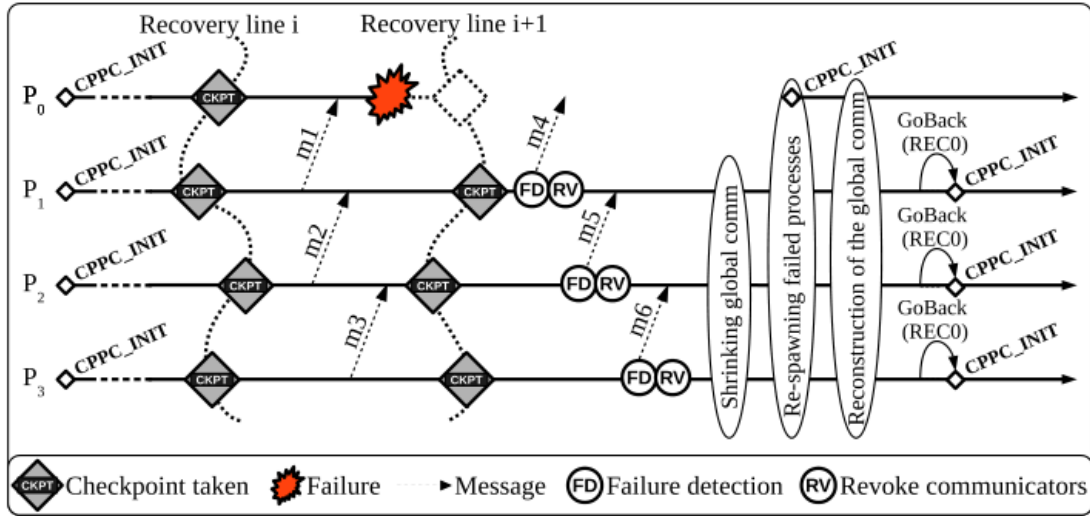 Recovery line i
Recovery line i+1
P0
CPPC_INIT
CKPT
CPPC_INIT
m1
m4
GoBack
(REC0)
P1
CPPC_INIT
CKPT
CKPT
FD
RV
CPPC_INIT
m2
m5
GoBack
(REC0)
P2
CPPC_INIT
CKPT
CKPT
FD
RV
CPPC_INIT
m3
m6
GoBack
(REC0)
P3
CPPC_INIT
CKPT
CKPT
FD
RV
CPPC_INIT
Shrinking global comm
Re-spawning failed processes
Reconstruction of the global comm
CKPT Checkpoint taken
Failure
Message
FD Failure detection
RV Revoke communicators